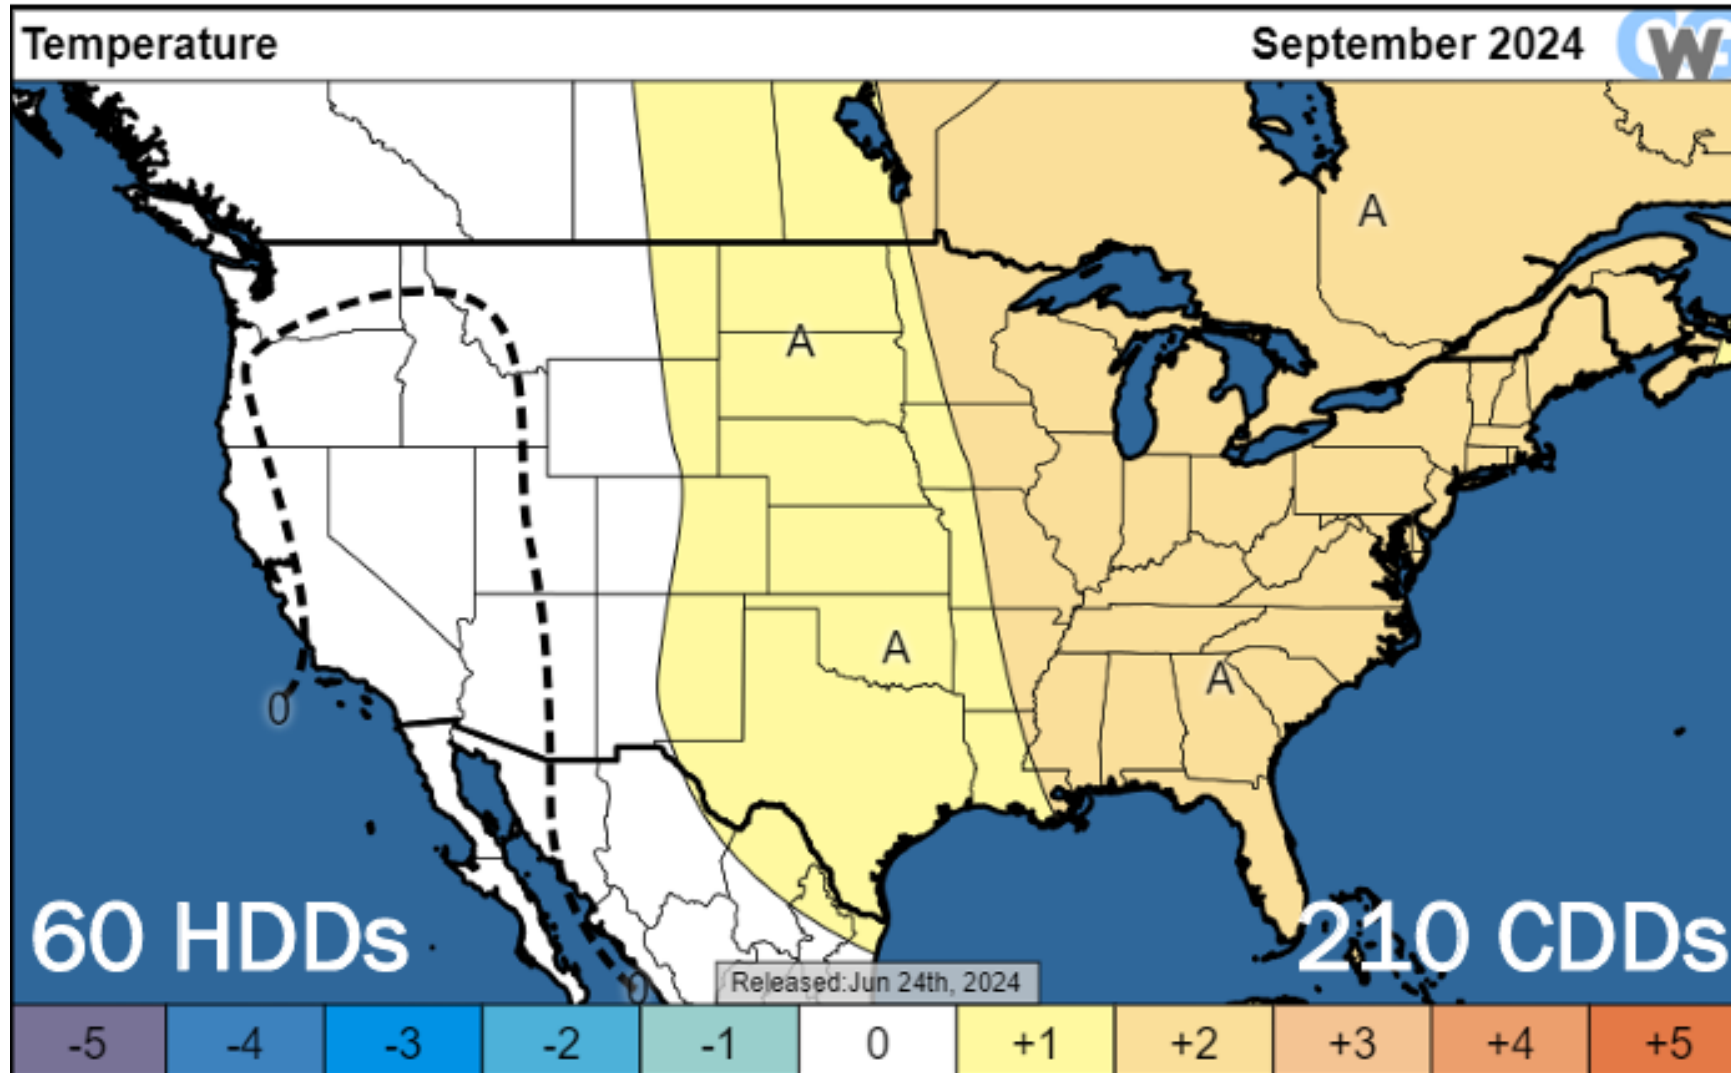 Temperature
September 2024
CWG
A
A
A
A
0
60 HDDs
210 CDDs
0
Released:Jun 24th, 2024
-5 -4 -3 -2 -1 0 +1 +2 +3 +4 +5